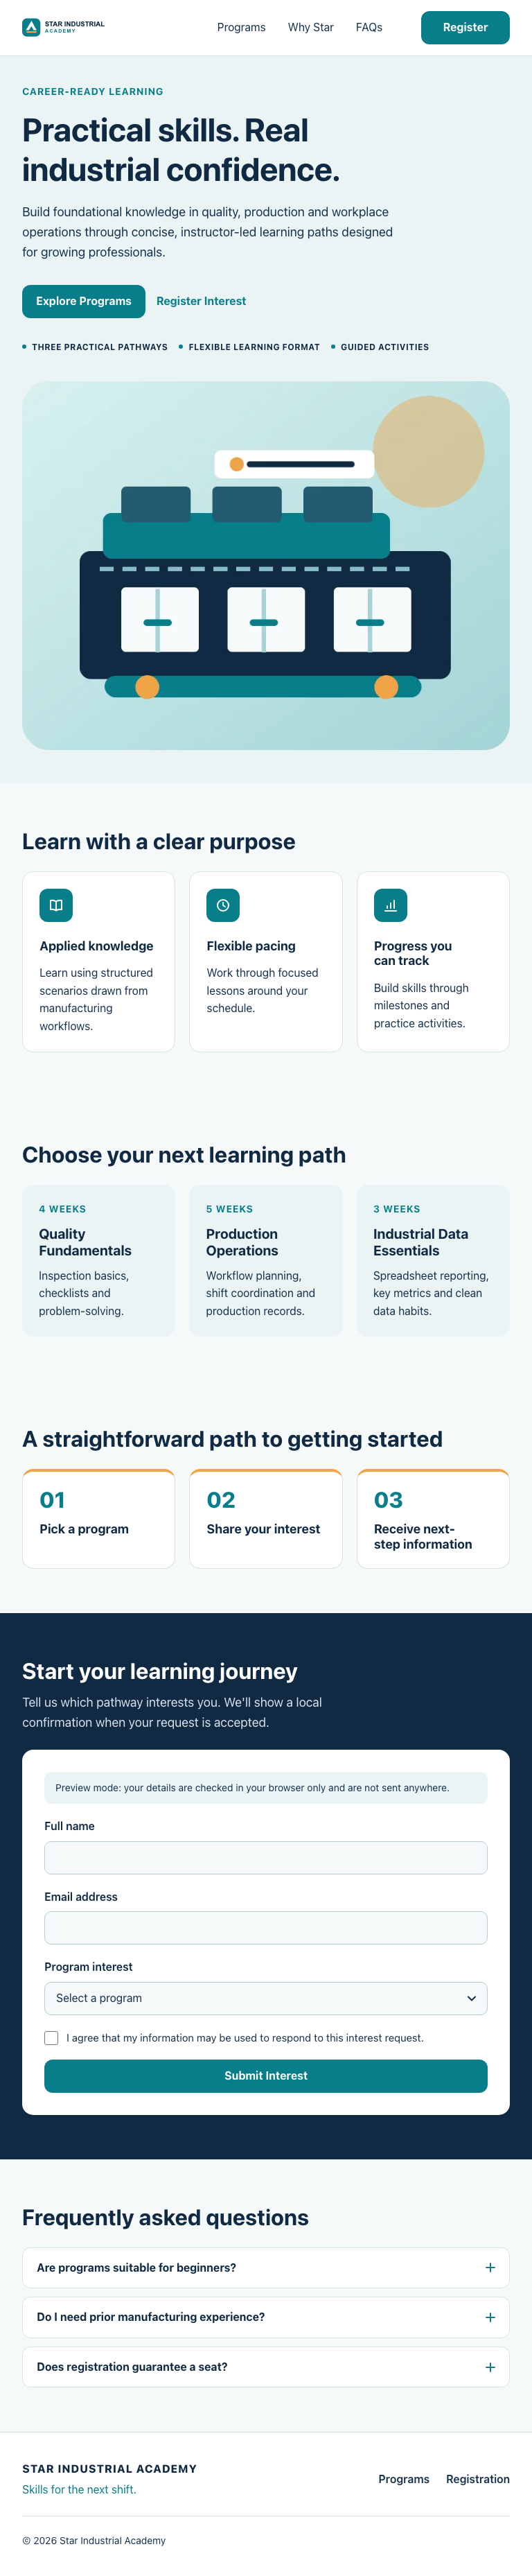 STAR INDUSTRIAL
ACADEMY
Programs
Why Star
FAQs
Register
CAREER-READY LEARNING
Practical skills. Real
industrial confidence.
Build foundational knowledge in quality, production and workplace
operations through concise, instructor-led learning paths designed
for growing professionals.
Explore Programs
Register Interest
THREE PRACTICAL PATHWAYS
FLEXIBLE LEARNING FORMAT
GUIDED ACTIVITIES
Learn with a clear purpose
Applied knowledge
Learn using structured
scenarios drawn from
manufacturing
workflows.
Flexible pacing
Work through focused
lessons around your
schedule.
Progress you
can track
Build skills through
milestones and
practice activities.
Choose your next learning path
4 WEEKS
Quality
Fundamentals
Inspection basics,
checklists and
problem-solving.
5 WEEKS
Production
Operations
Workflow planning,
shift coordination and
production records.
3 WEEKS
Industrial Data
Essentials
Spreadsheet reporting,
key metrics and clean
data habits.
A straightforward path to getting started
01
Pick a program
02
Share your interest
03
Receive next-
step information
Start your learning journey
Tell us which pathway interests you. We'll show a local
confirmation when your request is accepted.
Preview mode: your details are checked in your browser only and are not sent anywhere.
Full name
Email address
Program interest
Select a program
I agree that my information may be used to respond to this interest request.
Submit Interest
Frequently asked questions
Are programs suitable for beginners?
Do I need prior manufacturing experience?
Does registration guarantee a seat?
STAR INDUSTRIAL ACADEMY
Skills for the next shift.
Programs
Registration
© 2026 Star Industrial Academy